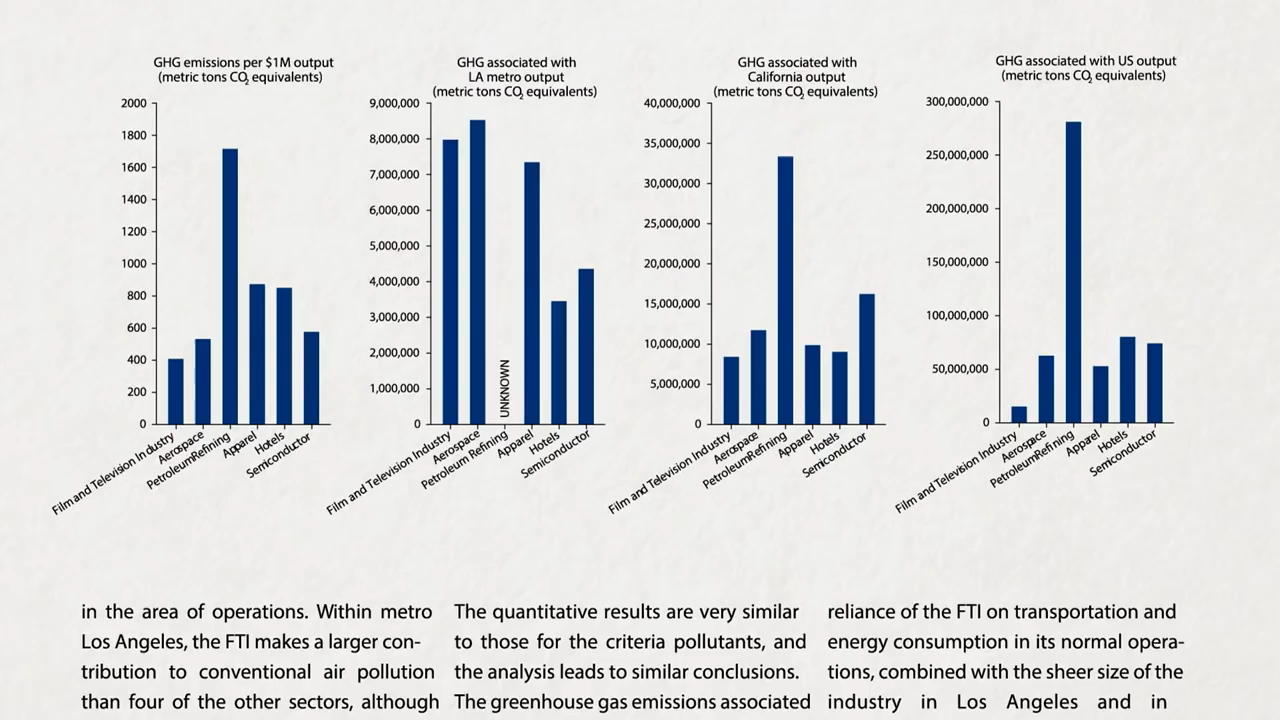 GHG emissions per $1M output
(metric tons CO2 equivalents)
2000
1800
1600
1400
1200
1000
800
600
400
200
0
Film and Television Industry
Aerospace
Petroleum Refining
Apparel
Hotels
Semiconductor
GHG associated with
LA metro output
(metric tons CO2 equivalents)
9,000,000
8,000,000
7,000,000
6,000,000
5,000,000
4,000,000
3,000,000
2,000,000
1,000,000
0
UNKNOWN
Film and Television Industry
Aerospace
Petroleum Refining
Apparel
Hotels
Semiconductor
GHG associated with
California output
(metric tons CO2 equivalents)
40,000,000
35,000,000
30,000,000
25,000,000
20,000,000
15,000,000
10,000,000
5,000,000
0
Film and Television Industry
Aerospace
Petroleum Refining
Apparel
Hotels
Semiconductor
GHG associated with US output
(metric tons CO2 equivalents)
300,000,000
250,000,000
200,000,000
150,000,000
100,000,000
50,000,000
0
Film and Television Industry
Aerospace
Petroleum Refining
Apparel
Hotels
Semiconductor
in the area of operations. Within metro
Los Angeles, the FTI makes a larger con-
tribution to conventional air pollution
than four of the other sectors, although
The quantitative results are very similar
to those for the criteria pollutants, and
the analysis leads to similar conclusions.
The greenhouse gas emissions associated
reliance of the FTI on transportation and
energy consumption in its normal opera-
tions, combined with the sheer size of the
industry in Los Angeles and in